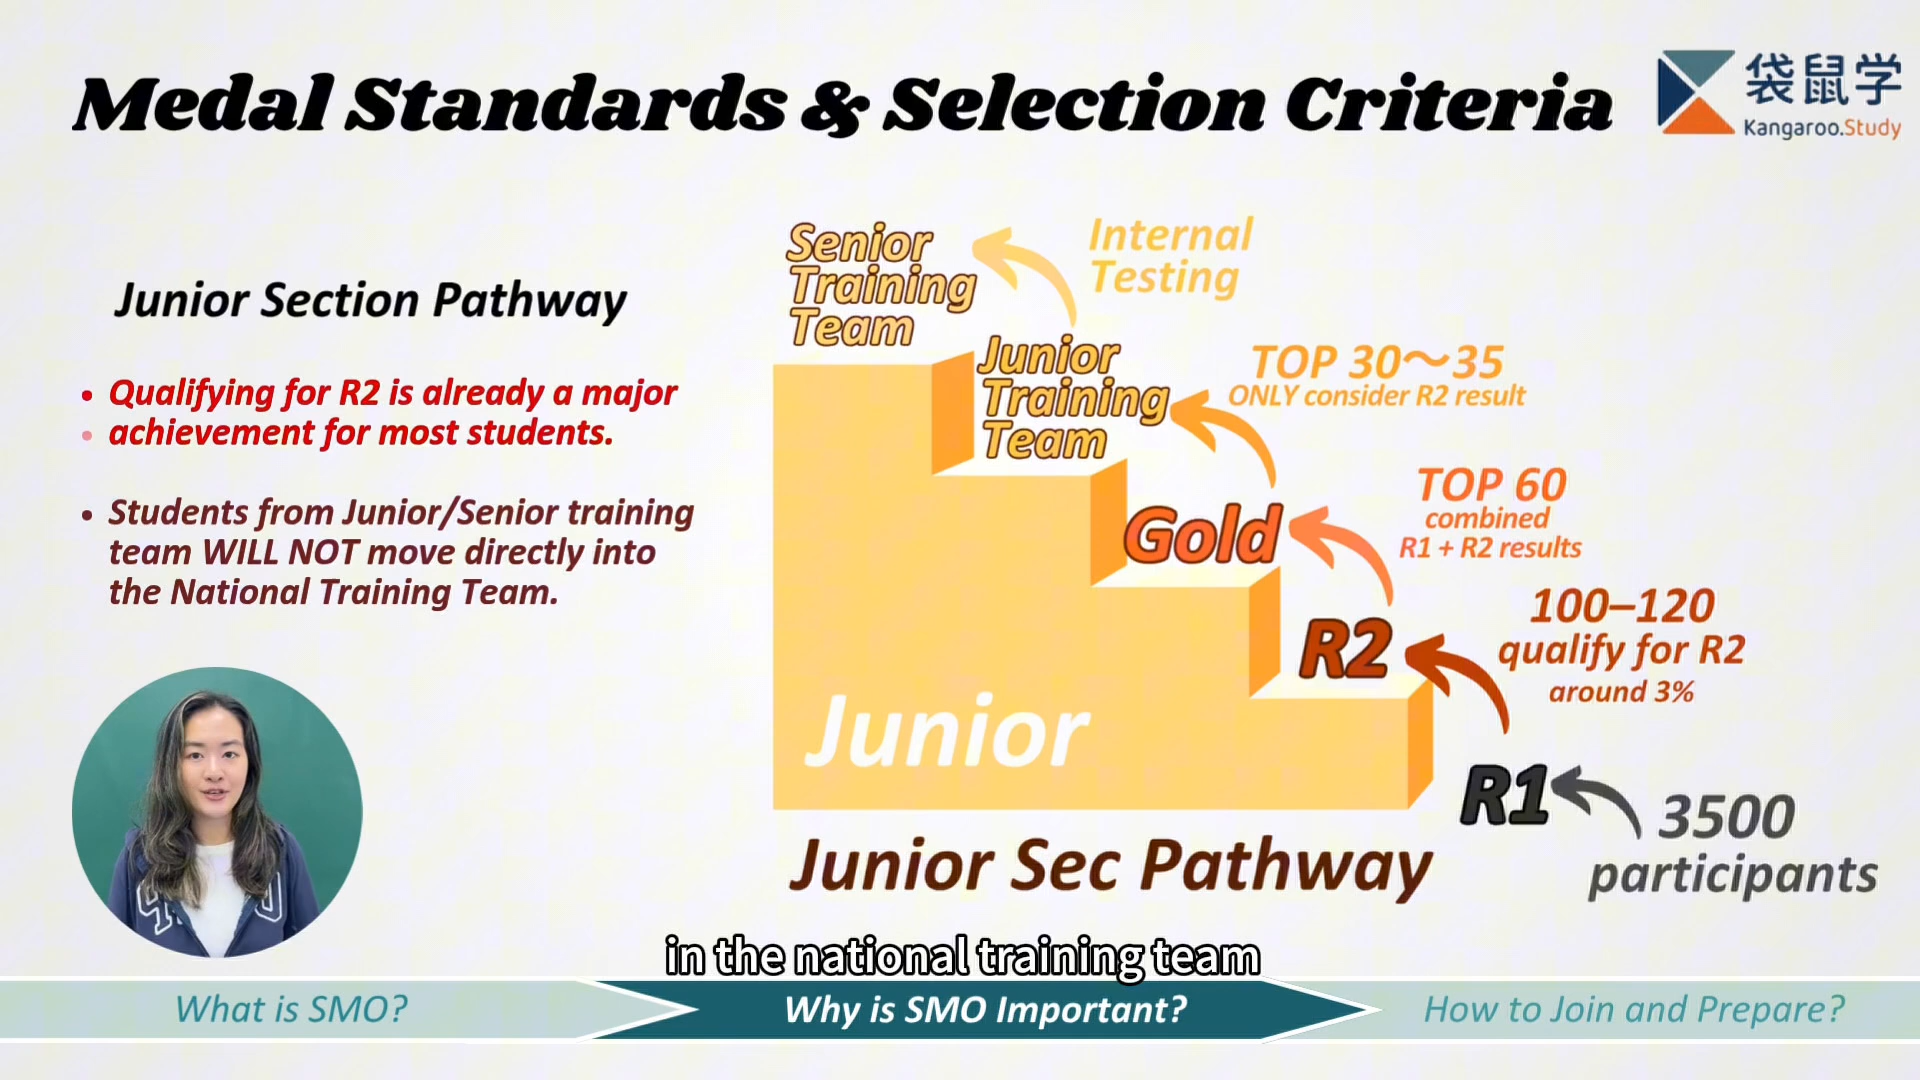 Medal Standards & Selection Criteria
袋鼠学
Kangaroo.Study
Junior Section Pathway
• Qualifying for R2 is already a major
• achievement for most students.
• Students from Junior/Senior training
team WILL NOT move directly into
the National Training Team.
Senior
Training
Team
Internal
Testing
Junior
Training
Team
TOP 30～35
ONLY consider R2 result
Gold
TOP 60
combined
R1 + R2 results
R2
100–120
qualify for R2
around 3%
Junior
R1
3500
participants
Junior Sec Pathway
in the national training team
What is SMO?
Why is SMO Important?
How to Join and Prepare?